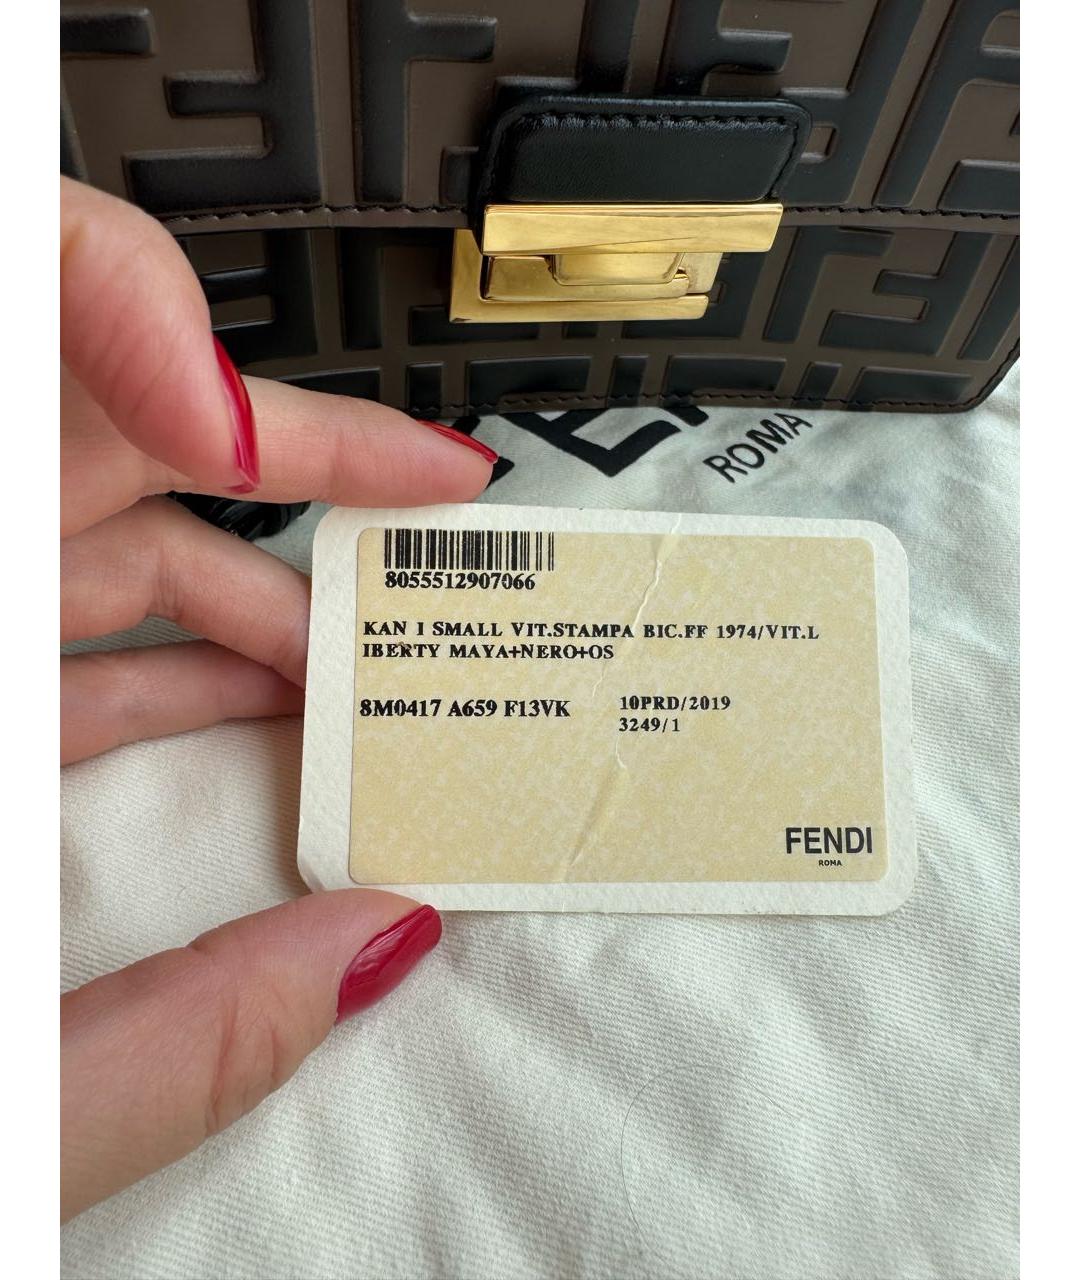 ROMA
8055512907066
KAN I SMALL VIT.STAMPA BIC.FF 1974/VIT.L
IBERTY MAYA+NERO+OS
8M0417 A659 F13VK
10PRD/2019
3249/1
FENDI
ROMA